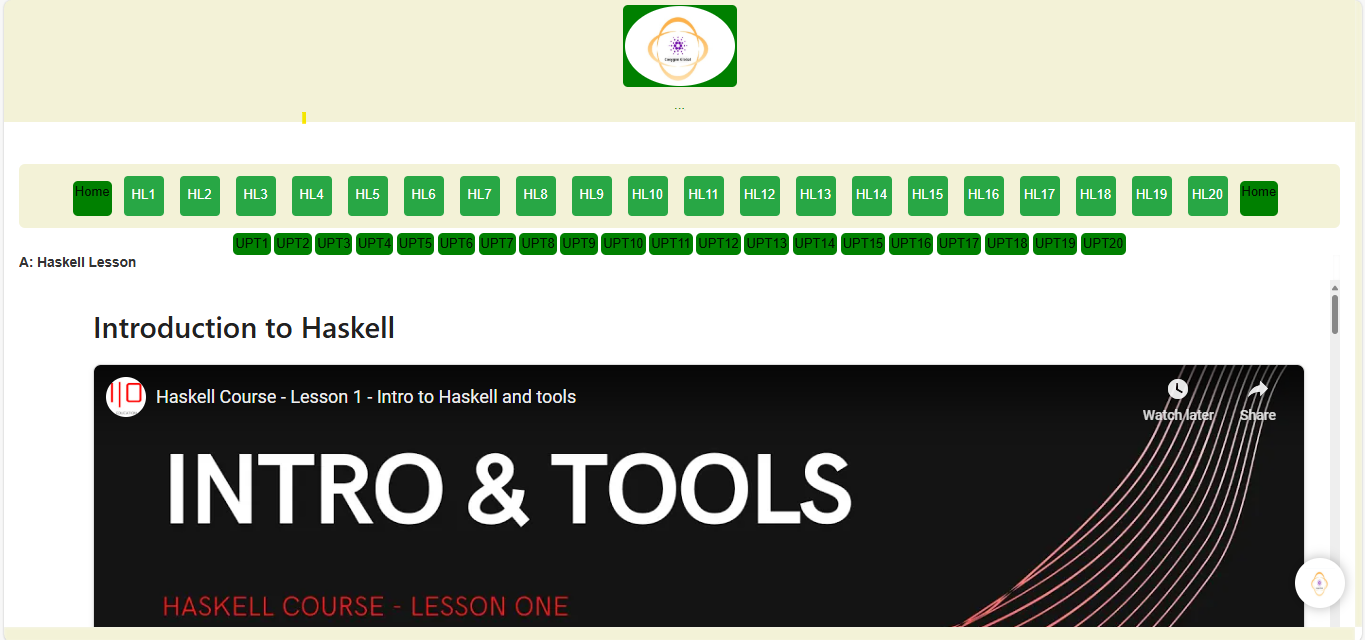 ...
Home HL1 HL2 HL3 HL4 HL5 HL6 HL7 HL8 HL9 HL10 HL11 HL12 HL13 HL14 HL15 HL16 HL17 HL18 HL19 HL20 Home
UPT1 UPT2 UPT3 UPT4 UPT5 UPT6 UPT7 UPT8 UPT9 UPT10 UPT11 UPT12 UPT13 UPT14 UPT15 UPT16 UPT17 UPT18 UPT19 UPT20
A: Haskell Lesson
Introduction to Haskell
Haskell Course - Lesson 1 - Intro to Haskell and tools
Watch later Share
INTRO & TOOLS
HASKELL COURSE - LESSON ONE